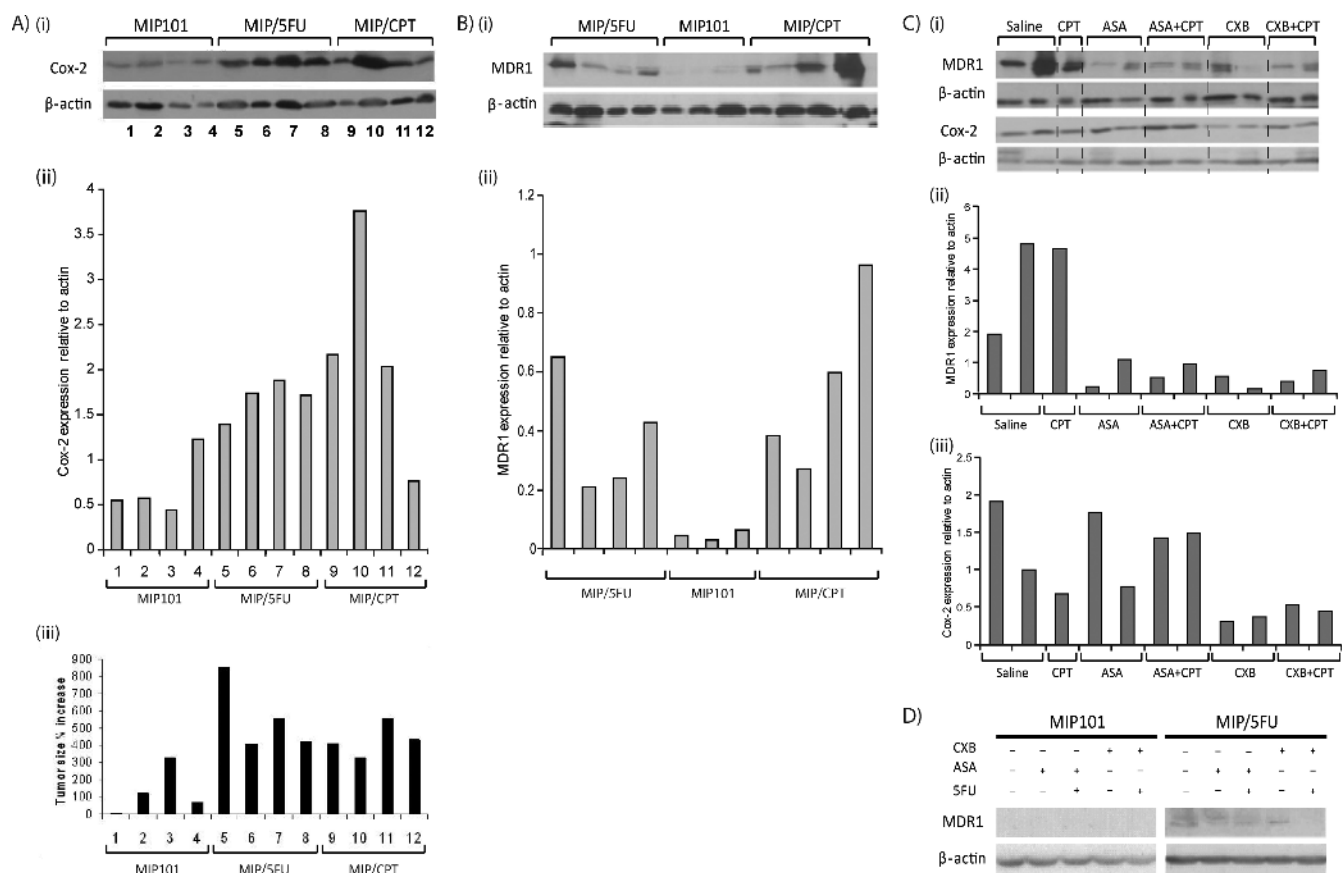 A) (i)
MIP101 MIP/5FU MIP/CPT
Cox-2
β-actin
1 2 3 4 5 6 7 8 9 10 11 12
(ii)
Cox-2 expression relative to actin
4
3.5
3
2.5
2
1.5
1
0.5
0
1 2 3 4 5 6 7 8 9 10 11 12
MIP101 MIP/5FU MIP/CPT
(iii)
Tumor size % increase
900
800
700
600
500
400
300
200
100
0
1 2 3 4 5 6 7 8 9 10 11 12
MIP101 MIP/5FU MIP/CPT
B) (i)
MIP/5FU MIP101 MIP/CPT
MDR1
β-actin
(ii)
MDR1 expression relative to actin
1.2
1
0.8
0.6
0.4
0.2
0
MIP/5FU MIP101 MIP/CPT
C) (i)
Saline CPT ASA ASA+CPT CXB CXB+CPT
MDR1
β-actin
Cox-2
β-actin
(ii)
MDR1 expression relative to actin
6
5
4
3
2
1
0
Saline CPT ASA ASA+CPT CXB CXB+CPT
(iii)
Cox-2 expression relative to actin
2.5
2
1.5
1
0.5
0
Saline CPT ASA ASA+CPT CXB CXB+CPT
D)
MIP101 MIP/5FU
CXB - - - + + - - - + +
ASA - + + - - - + + - -
5FU - - + - + - - + - +
MDR1
β-actin